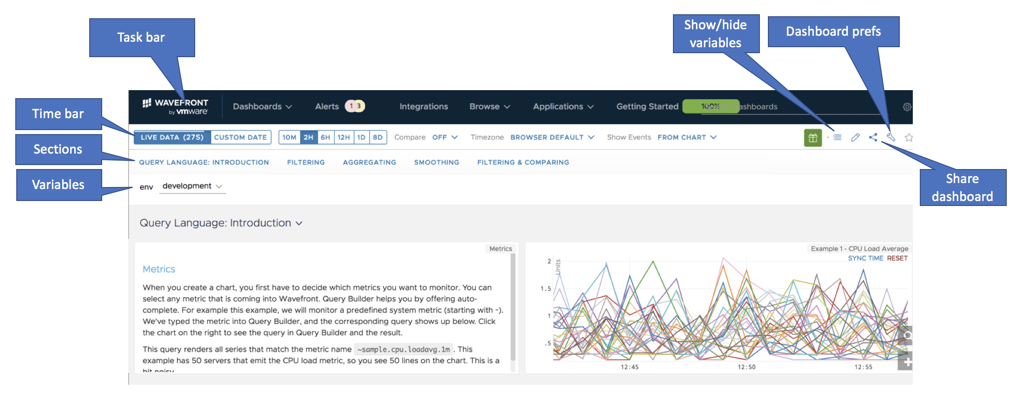 Task bar
Show/hide
variables
Dashboard prefs
Time bar
Sections
Variables
Share
dashboard
WAVEFRONT
by vmware
Dashboards Alerts 1 3 Integrations Browse Applications Getting Started 100% ashboards
LIVE DATA (27S) CUSTOM DATE 10M 2H 6H 12H 1D 8D Compare OFF Timezone BROWSER DEFAULT Show Events FROM CHART
QUERY LANGUAGE: INTRODUCTION FILTERING AGGREGATING SMOOTHING FILTERING & COMPARING
env development
Query Language: Introduction
Metrics
Metrics
When you create a chart, you first have to decide which metrics you want to monitor. You can
select any metric that is coming into Wavefront. Query Builder helps you by offering auto-
complete. For example this example, we will monitor a predefined system metric (starting with ~).
We've typed the metric into Query Builder, and the corresponding query shows up below. Click
the chart on the right to see the query in Query Builder and the result.
This query renders all series that match the metric name ~sample.cpu.loadavg.1m . This
example has 50 servers that emit the CPU load metric, so you see 50 lines on the chart. This is a
bit noisy
Example 1 - CPU Load Average
SYNC TIME RESET
Units
2
1.5
1
.5
12:45 12:50 12:55